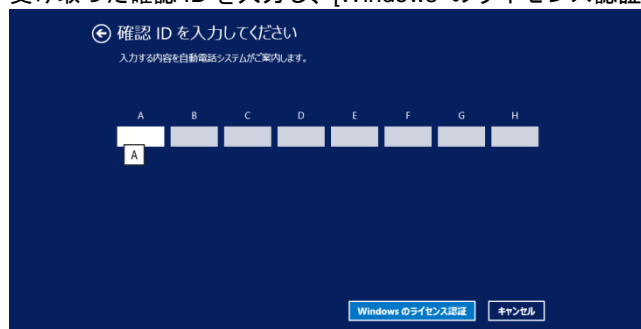 受け取った確認 ID を入力し、[Windows のライセンス認証
確認 ID を入力してください
入力する内容を自動電話システムがご案内します。
A B C D E F G H
A
Windows のライセンス認証 キャンセル